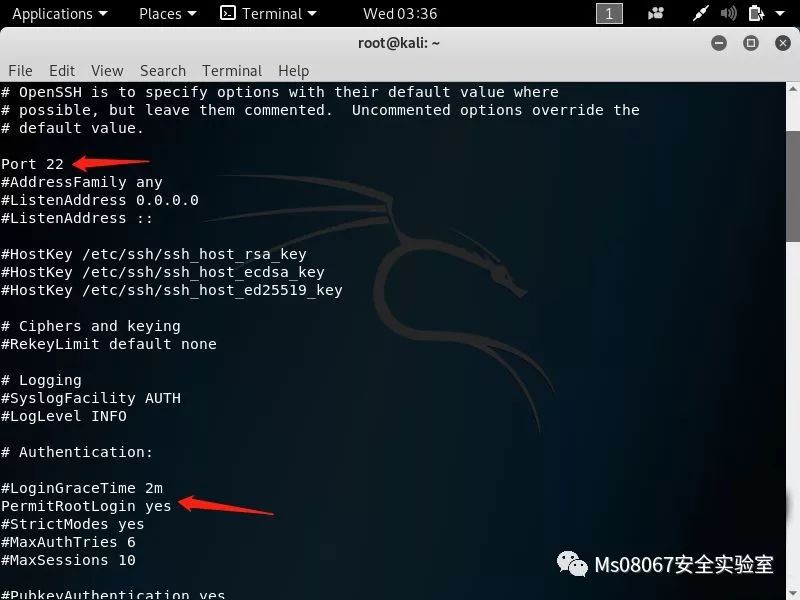 Applications Places Terminal Wed 03:36 1
root@kali: ~
File Edit View Search Terminal Help
# OpenSSH is to specify options with their default value where
# possible, but leave them commented.  Uncommented options override the
# default value.
Port 22
#AddressFamily any
#ListenAddress 0.0.0.0
#ListenAddress ::
#HostKey /etc/ssh/ssh_host_rsa_key
#HostKey /etc/ssh/ssh_host_ecdsa_key
#HostKey /etc/ssh/ssh_host_ed25519_key
# Ciphers and keying
#RekeyLimit default none
# Logging
#SyslogFacility AUTH
#LogLevel INFO
# Authentication:
#LoginGraceTime 2m
PermitRootLogin yes
#StrictModes yes
#MaxAuthTries 6
#MaxSessions 10
Ms08067安全实验室
#PubkeyAuthentication yes